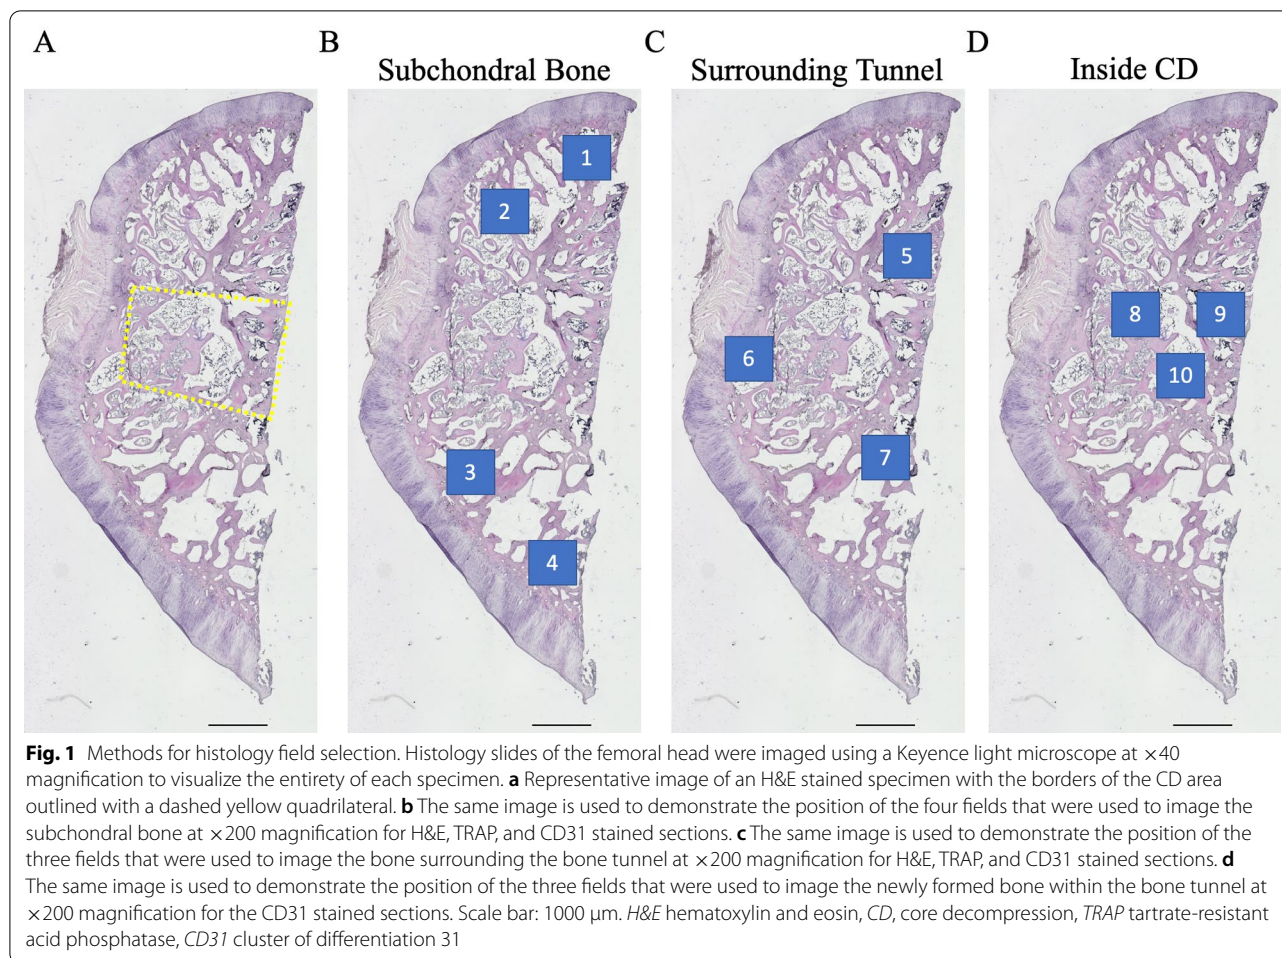 A
B
C
D
Subchondral Bone
Surrounding Tunnel
Inside CD
1
2
3
4
5
6
7
8
9
10
Fig. 1 Methods for histology field selection. Histology slides of the femoral head were imaged using a Keyence light microscope at ×40
magnification to visualize the entirety of each specimen. a Representative image of an H&E stained specimen with the borders of the CD area
outlined with a dashed yellow quadrilateral. b The same image is used to demonstrate the position of the four fields that were used to image the
subchondral bone at ×200 magnification for H&E, TRAP, and CD31 stained sections. c The same image is used to demonstrate the position of the
three fields that were used to image the bone surrounding the bone tunnel at ×200 magnification for H&E, TRAP, and CD31 stained sections. d
The same image is used to demonstrate the position of the three fields that were used to image the newly formed bone within the bone tunnel at
×200 magnification for the CD31 stained sections. Scale bar: 1000 μm. H&E hematoxylin and eosin, CD, core decompression, TRAP tartrate-resistant
acid phosphatase, CD31 cluster of differentiation 31